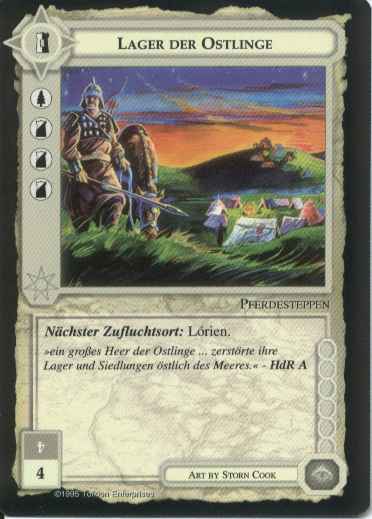 LAGER DER OSTLINGE
PFERDESTEPPEN
Nächster Zufluchtsort: Lórien.
»ein großes Heer der Ostlinge ... zerstörte ihre
Lager und Siedlungen östlich des Meeres.« - HdR A
4
ART BY STORN COOK
©1995 Tolkien Enterprises